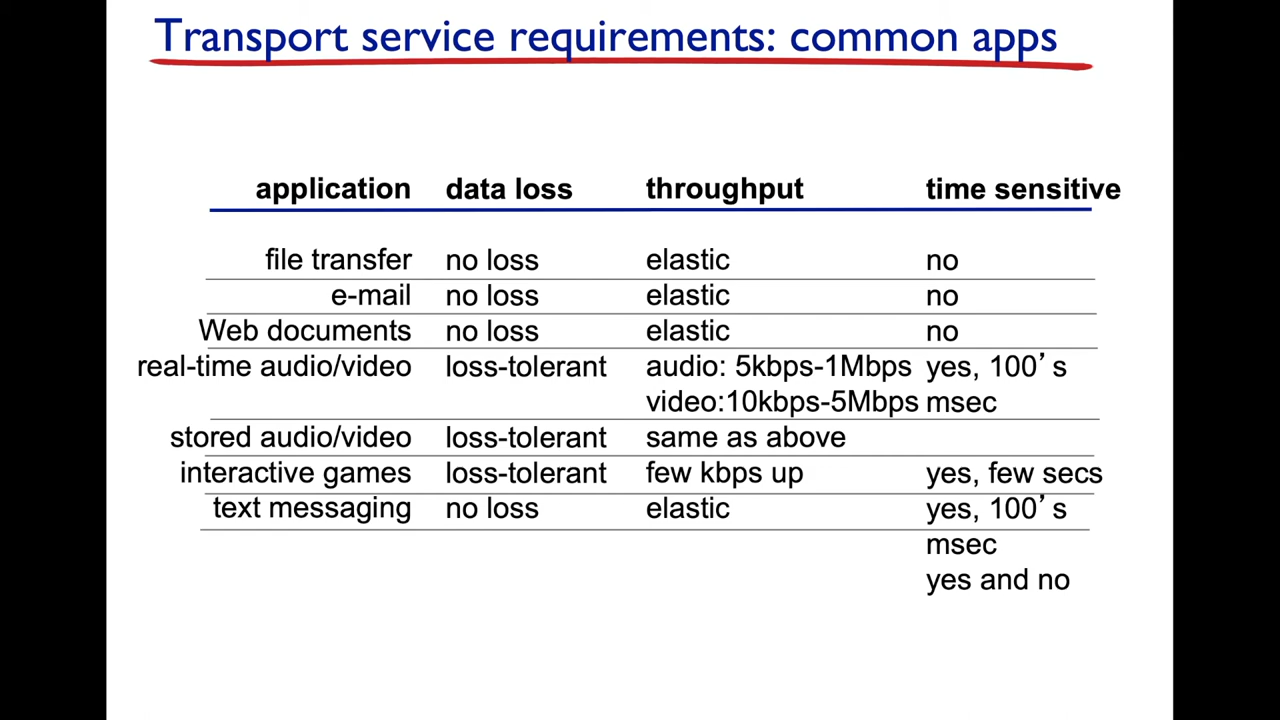 Transport service requirements: common apps
application data loss throughput time sensitive
file transfer no loss elastic no
e-mail no loss elastic no
Web documents no loss elastic no
real-time audio/video loss-tolerant audio: 5kbps-1Mbps yes, 100's
video:10kbps-5Mbps msec
stored audio/video loss-tolerant same as above
interactive games loss-tolerant few kbps up yes, few secs
text messaging no loss elastic yes, 100's
msec
yes and no